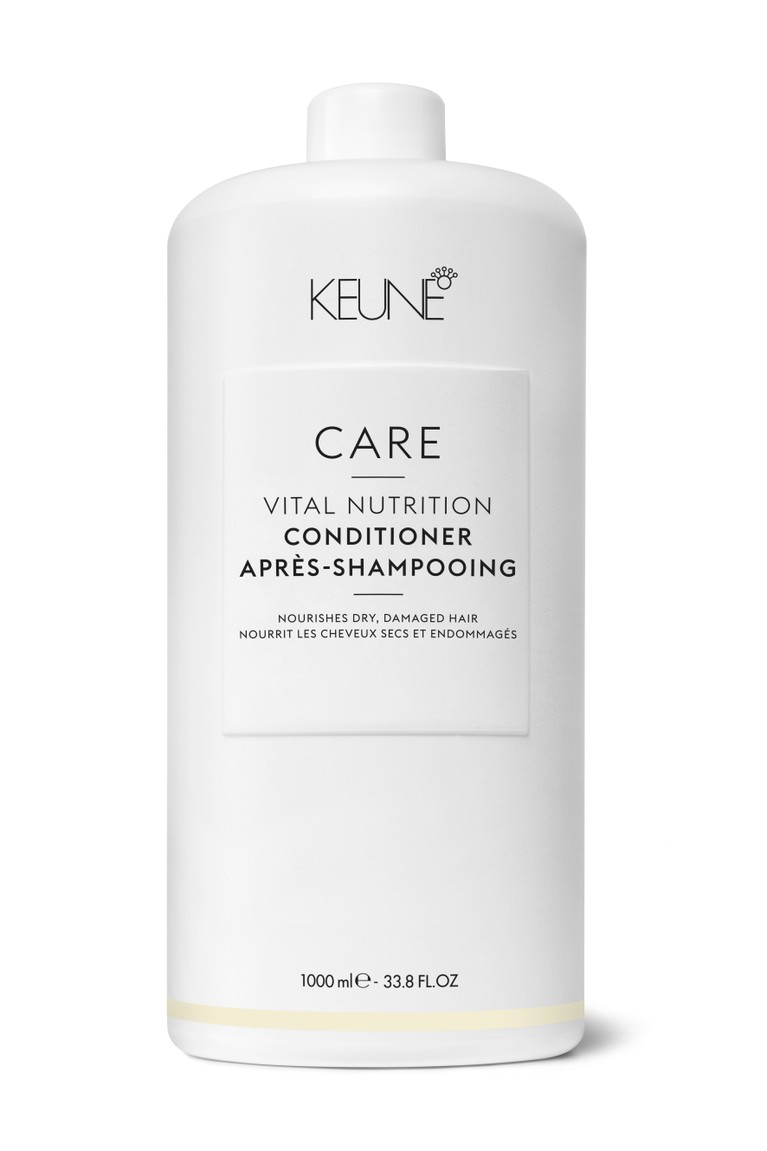 KEUNE
CARE
VITAL NUTRITION
CONDITIONER
APRÈS-SHAMPOOING
NOURISHES DRY, DAMAGED HAIR
NOURRIT LES CHEVEUX SECS ET ENDOMMAGÉS
1000 ml℮ - 33.8 FL.OZ